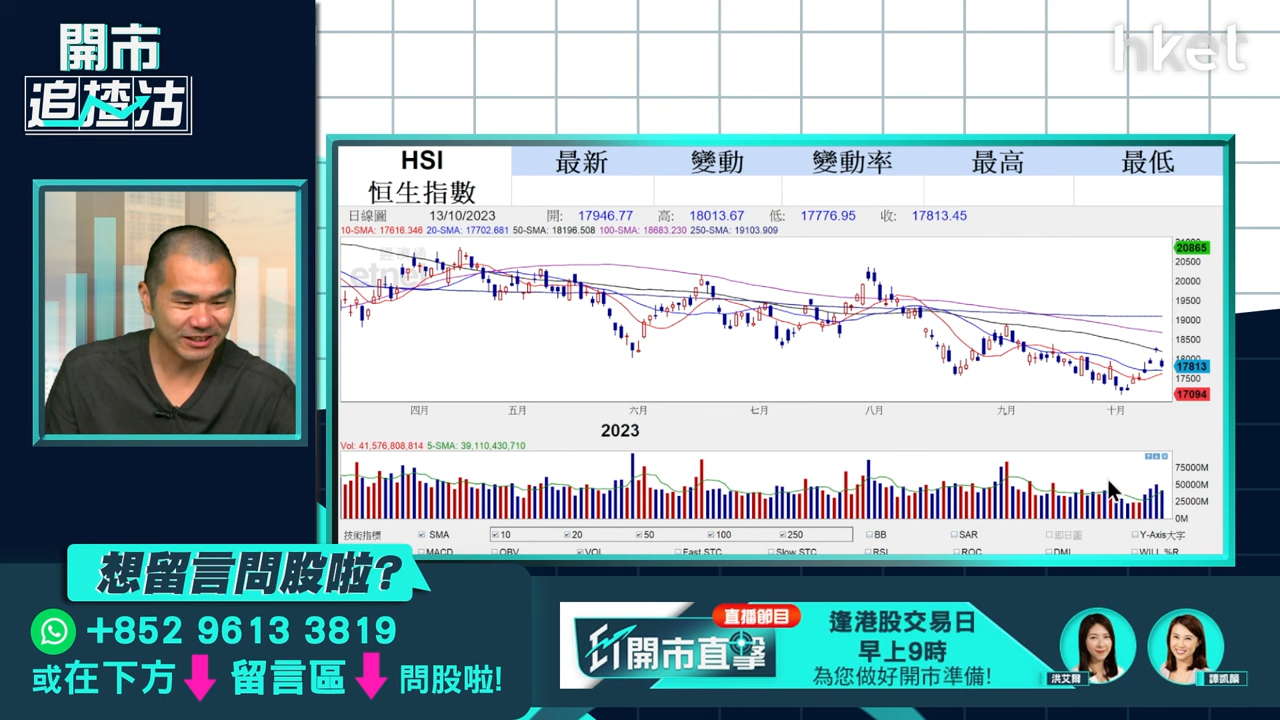 開市
追揸沽
hket
HSI
恒生指數
最新 變動 變動率 最高 最低
日線圖 13/10/2023 開: 17946.77 高: 18013.67 低: 17776.95 收: 17813.45
10-SMA: 17616.346 20-SMA: 17702.681 50-SMA: 18196.508 100-SMA: 18683.230 250-SMA: 19103.909
經濟通
etnet
21000
20865
20500
20000
19500
19000
18500
18000
17813
17500
17094
四月 五月 六月 七月 八月 九月 十月
2023
Vol: 41,576,808,814 5-SMA: 39,110,430,710
75000M
50000M
25000M
0M
技術指標 SMA 10 20 50 100 250 BB SAR 即日圖 Y-Axis大字
MACD OBV VOL Fast STC Slow STC RSI ROC DMI WILL %R
想留言問股啦?
+852 9613 3819
或在下方 留言區 問股啦!
直播節目
開市直擊
逢港股交易日
早上9時
為您做好開市準備!
洪艾爾
譚凱韻